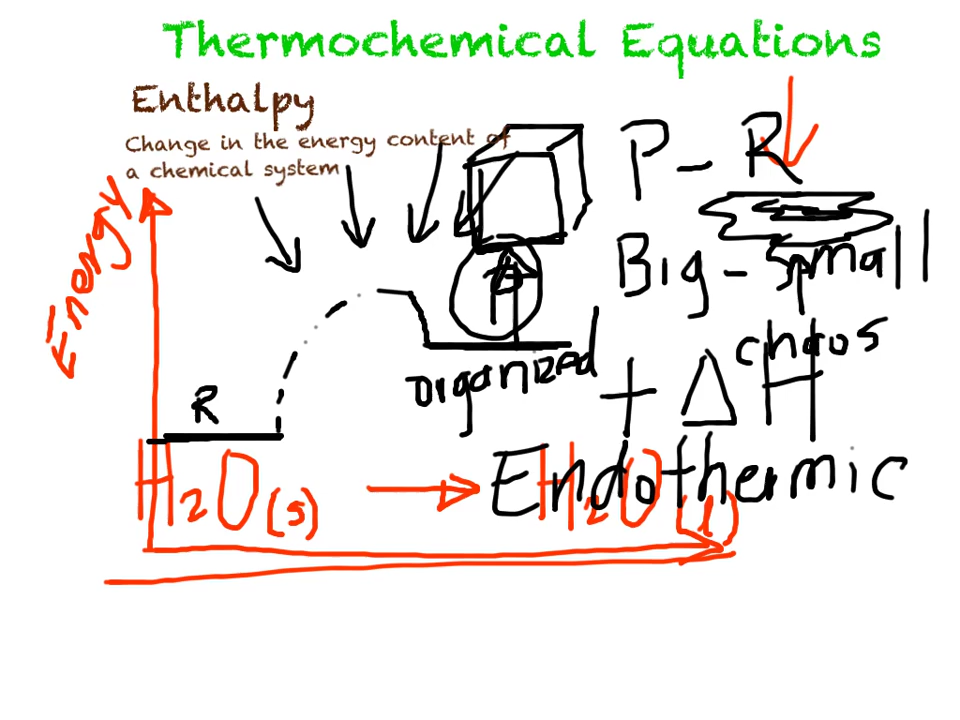 Thermochemical Equations
Enthalpy
Change in the energy content of
a chemical system
P - R
Energy
Big - small
chaos
organized
R
+ΔH
H2O(s) → H2O(l)
Endothermic